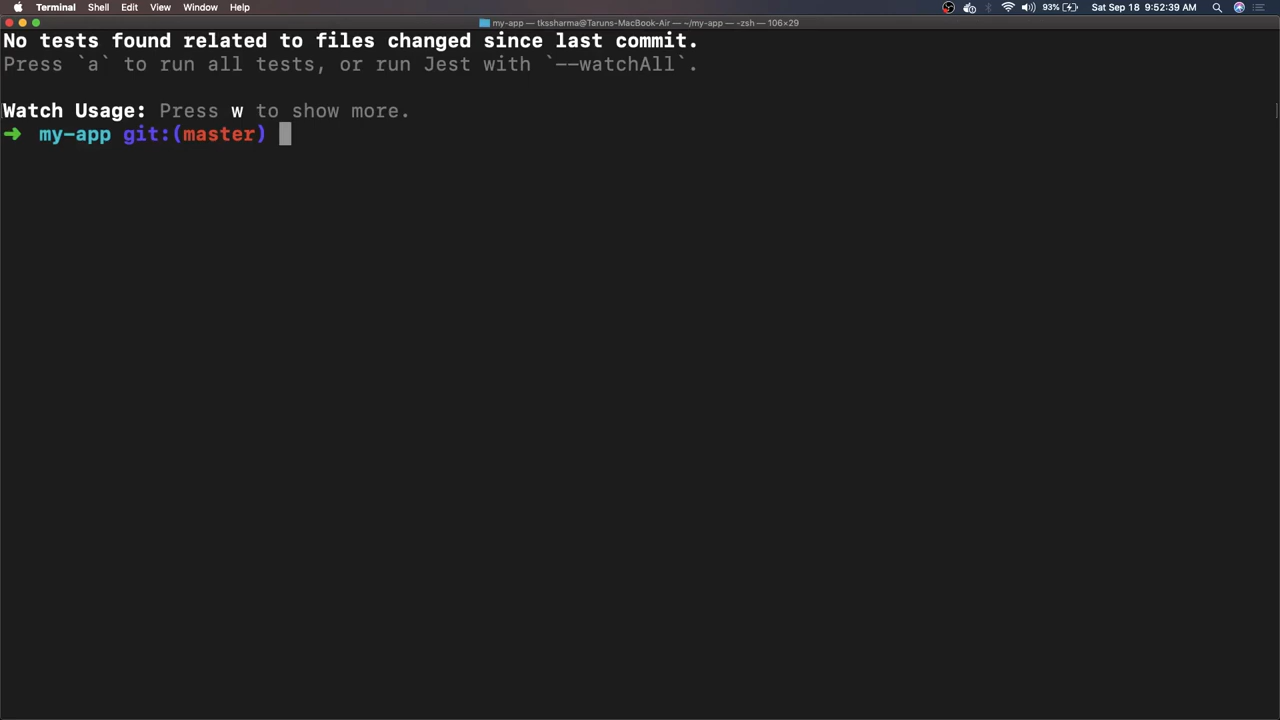 Terminal Shell Edit View Window Help 93% Sat Sep 18 9:52:39 AM
my-app — tkssharma@Taruns-MacBook-Air — ~/my-app — -zsh — 106×29
No tests found related to files changed since last commit.
Press `a` to run all tests, or run Jest with `--watchAll`.
Watch Usage: Press w to show more.
➜ my-app git:(master)